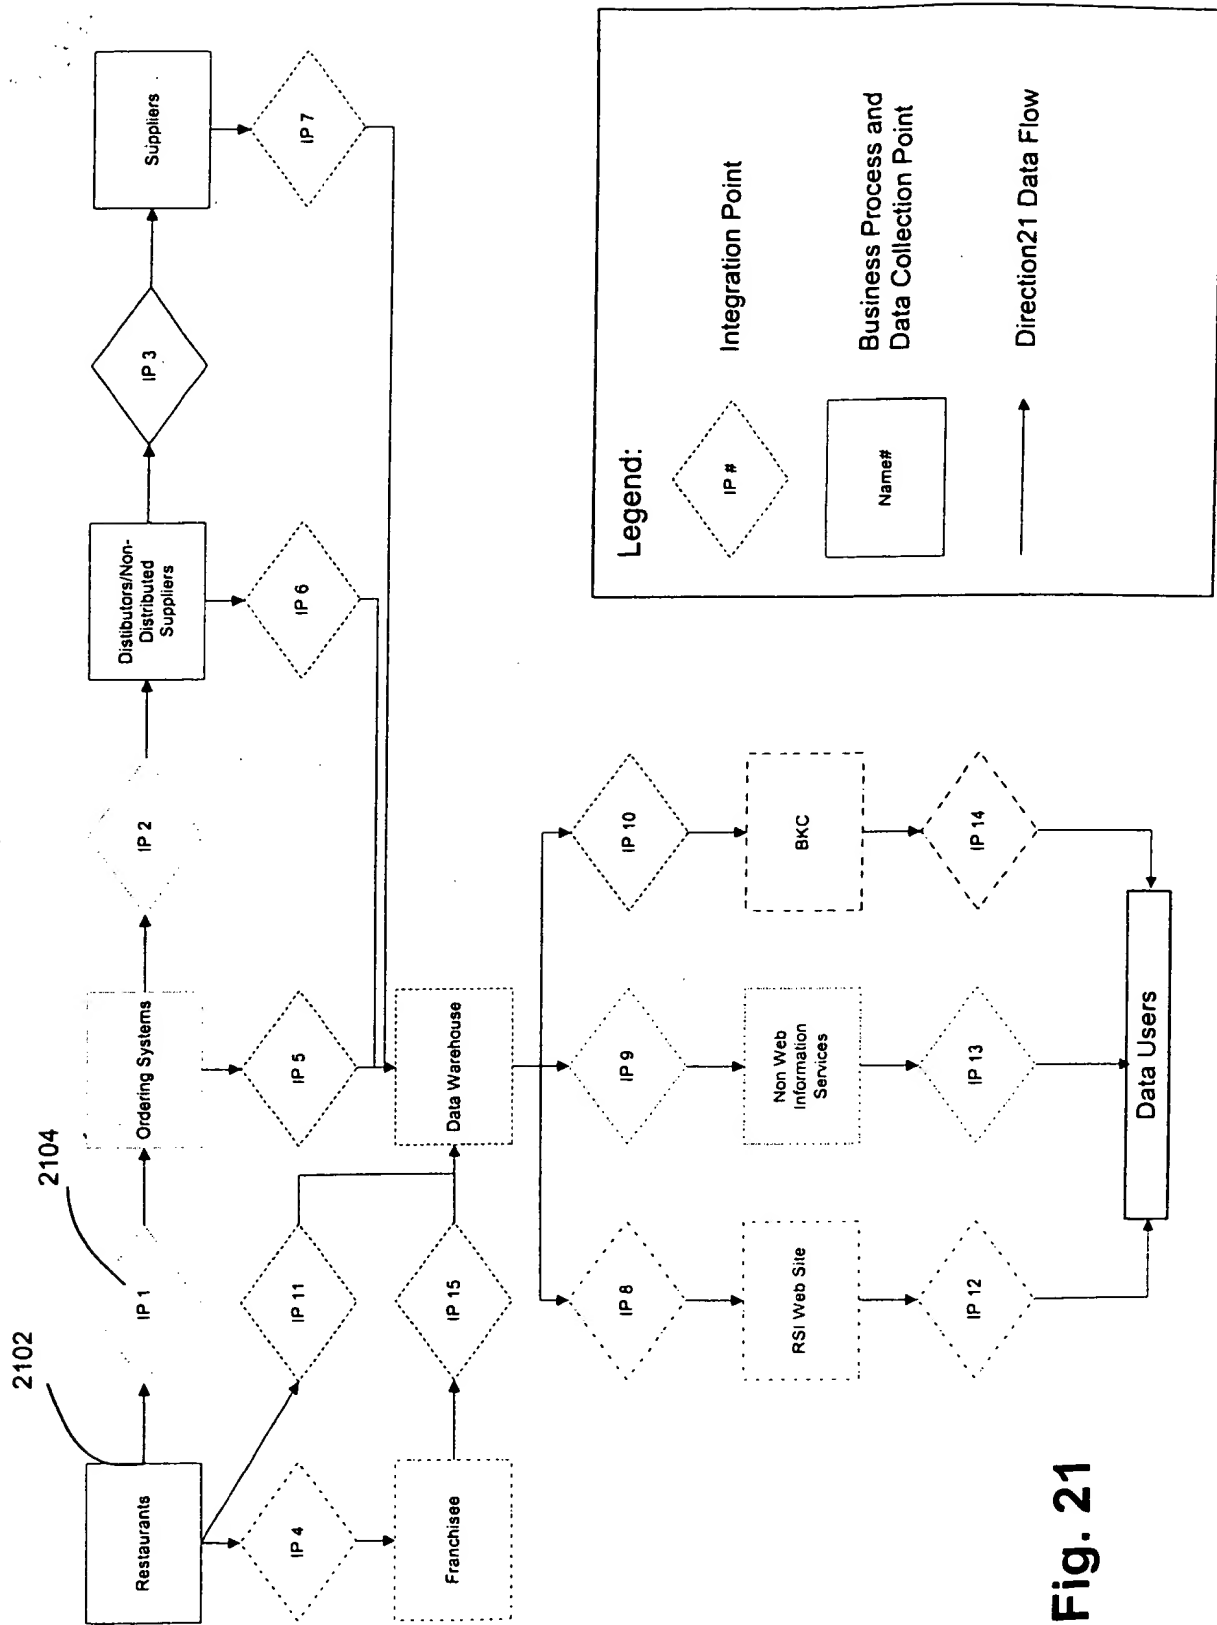 2102
2104
Restaurants
IP 1
Ordering Systems
IP 2
Distibutors/Non-
Distributed
Suppliers
IP 3
Suppliers
IP 4
IP 11
IP 5
IP 6
IP 7
Franchisee
IP 15
Data Warehouse
IP 8
IP 9
IP 10
RSI Web Site
Non Web
Information
Services
BKC
IP 12
IP 13
IP 14
Data Users
Legend:
IP #
Integration Point
Name#
Business Process and
Data Collection Point
Direction21 Data Flow
Fig. 21